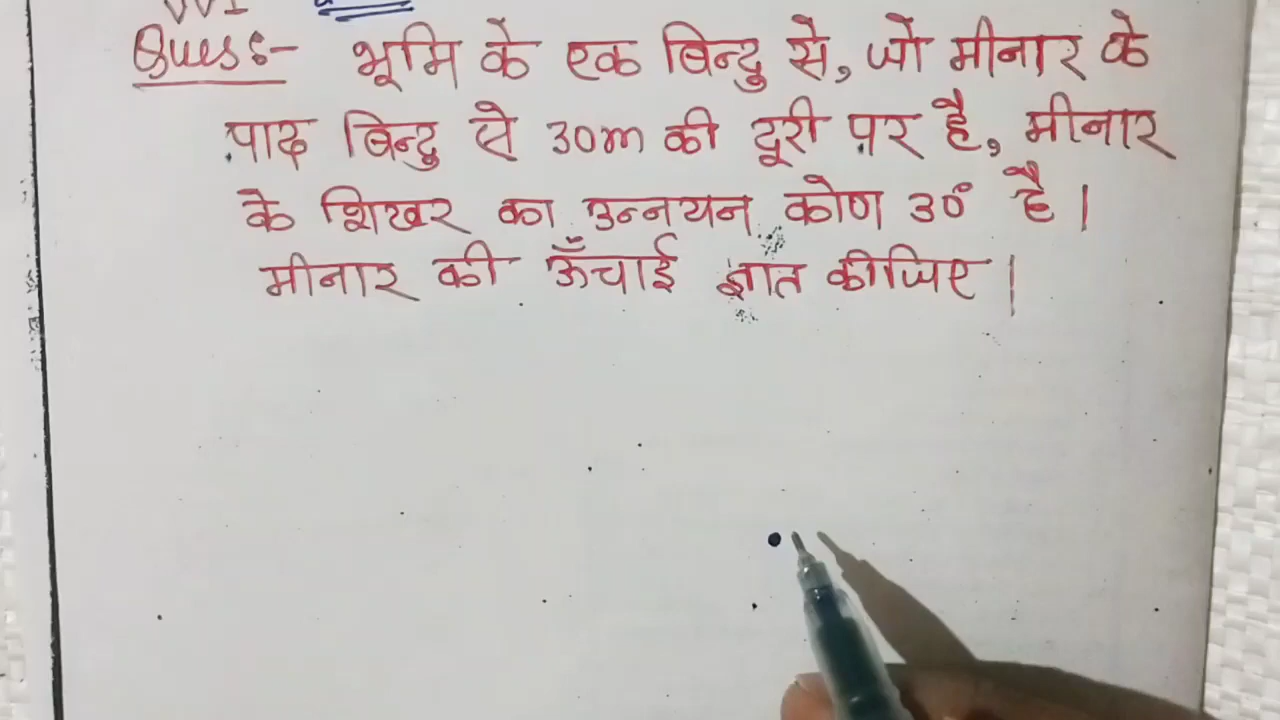 Ques:- भूमि के एक बिन्दु से, जो मीनार के
पाद बिन्दु से 30m की दूरी पर है, मीनार
के शिखर का उन्नयन कोण 30° है।
मीनार की ऊँचाई ज्ञात कीजिए।